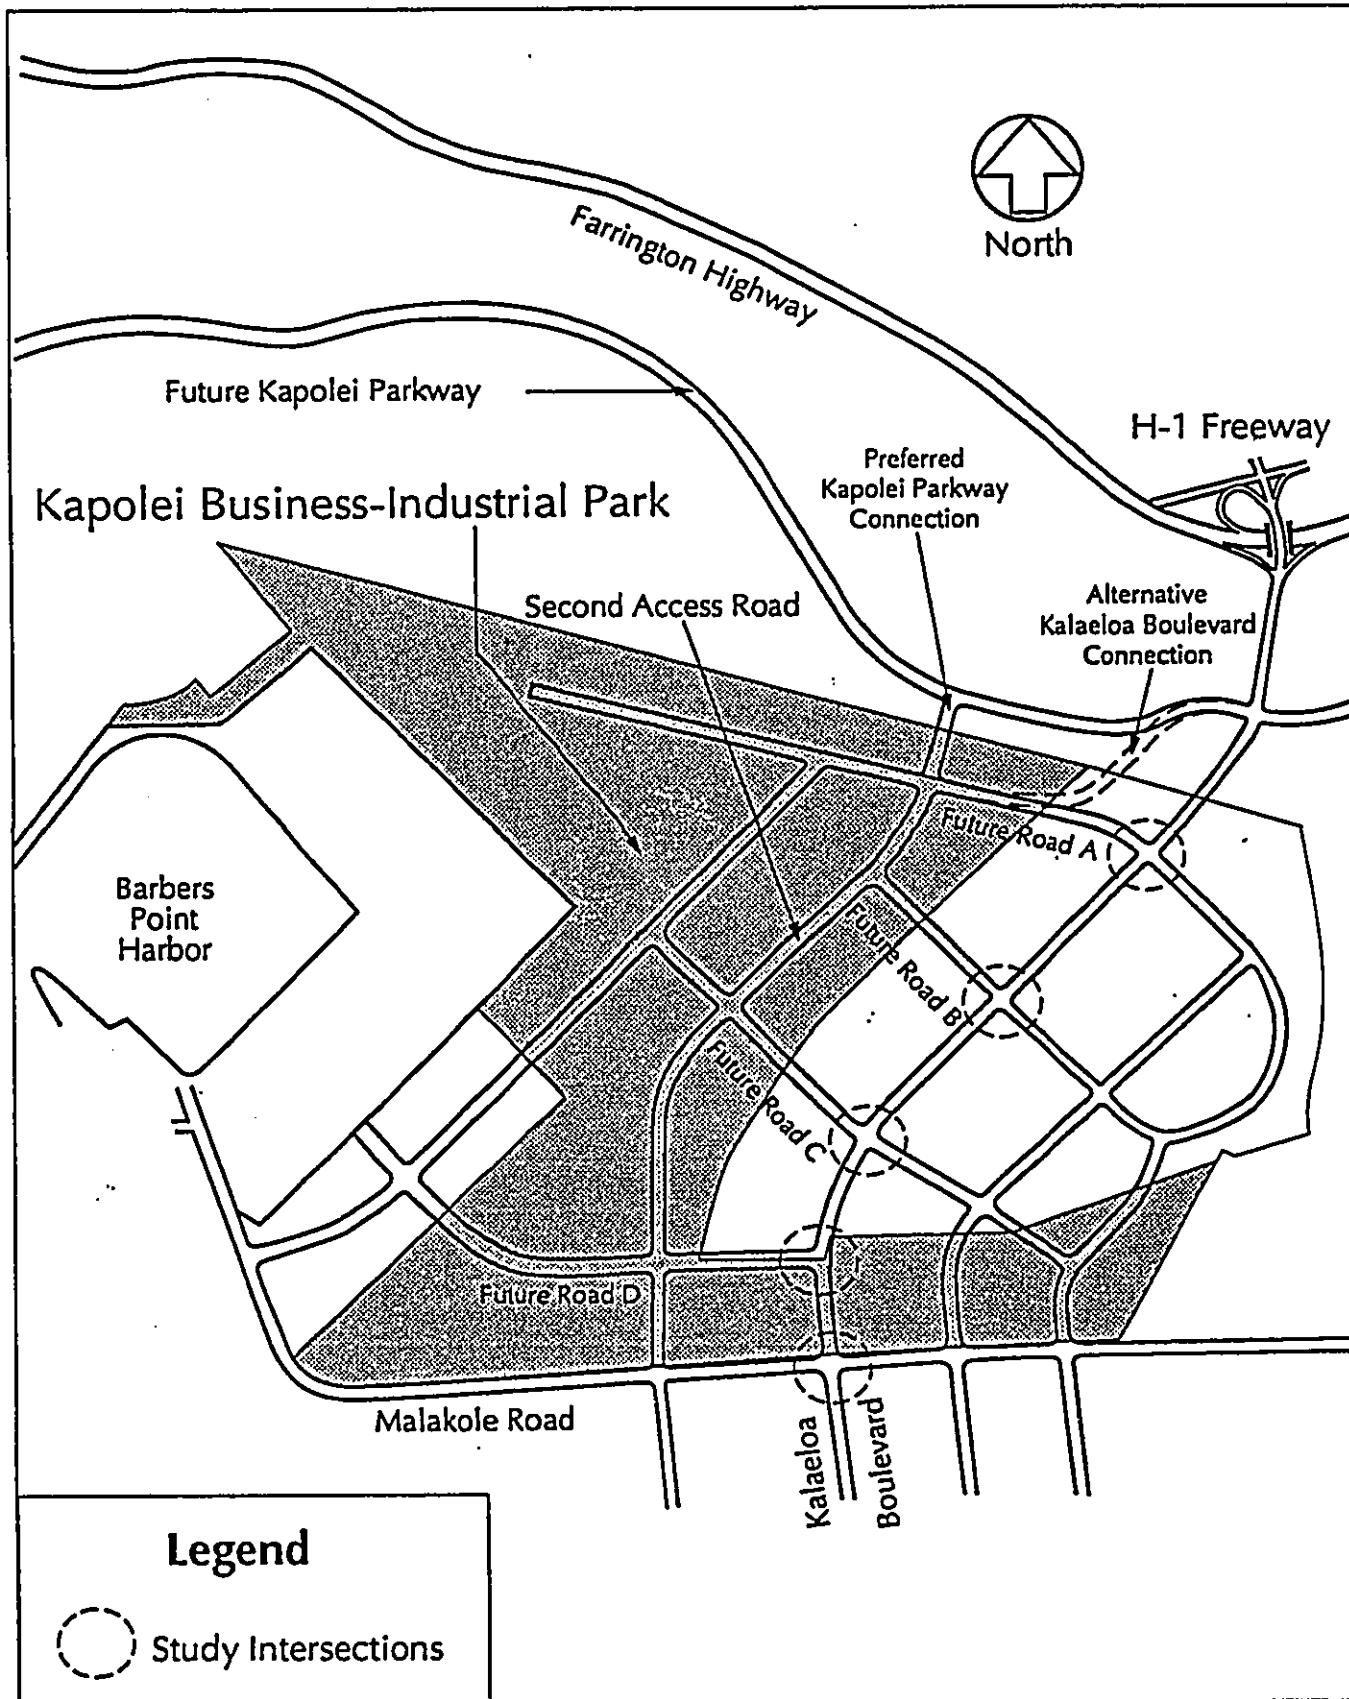 North
Farrington Highway
Future Kapolei Parkway
H-1 Freeway
Preferred
Kapolei Parkway
Connection
Kapolei Business-Industrial Park
Second Access Road
Alternative
Kalaeloa Boulevard
Connection
Future Road A
Barbers
Point
Harbor
Future Road B
Future Road C
Future Road D
Malakole Road
Kalaeloa
Boulevard
Legend
Study Intersections